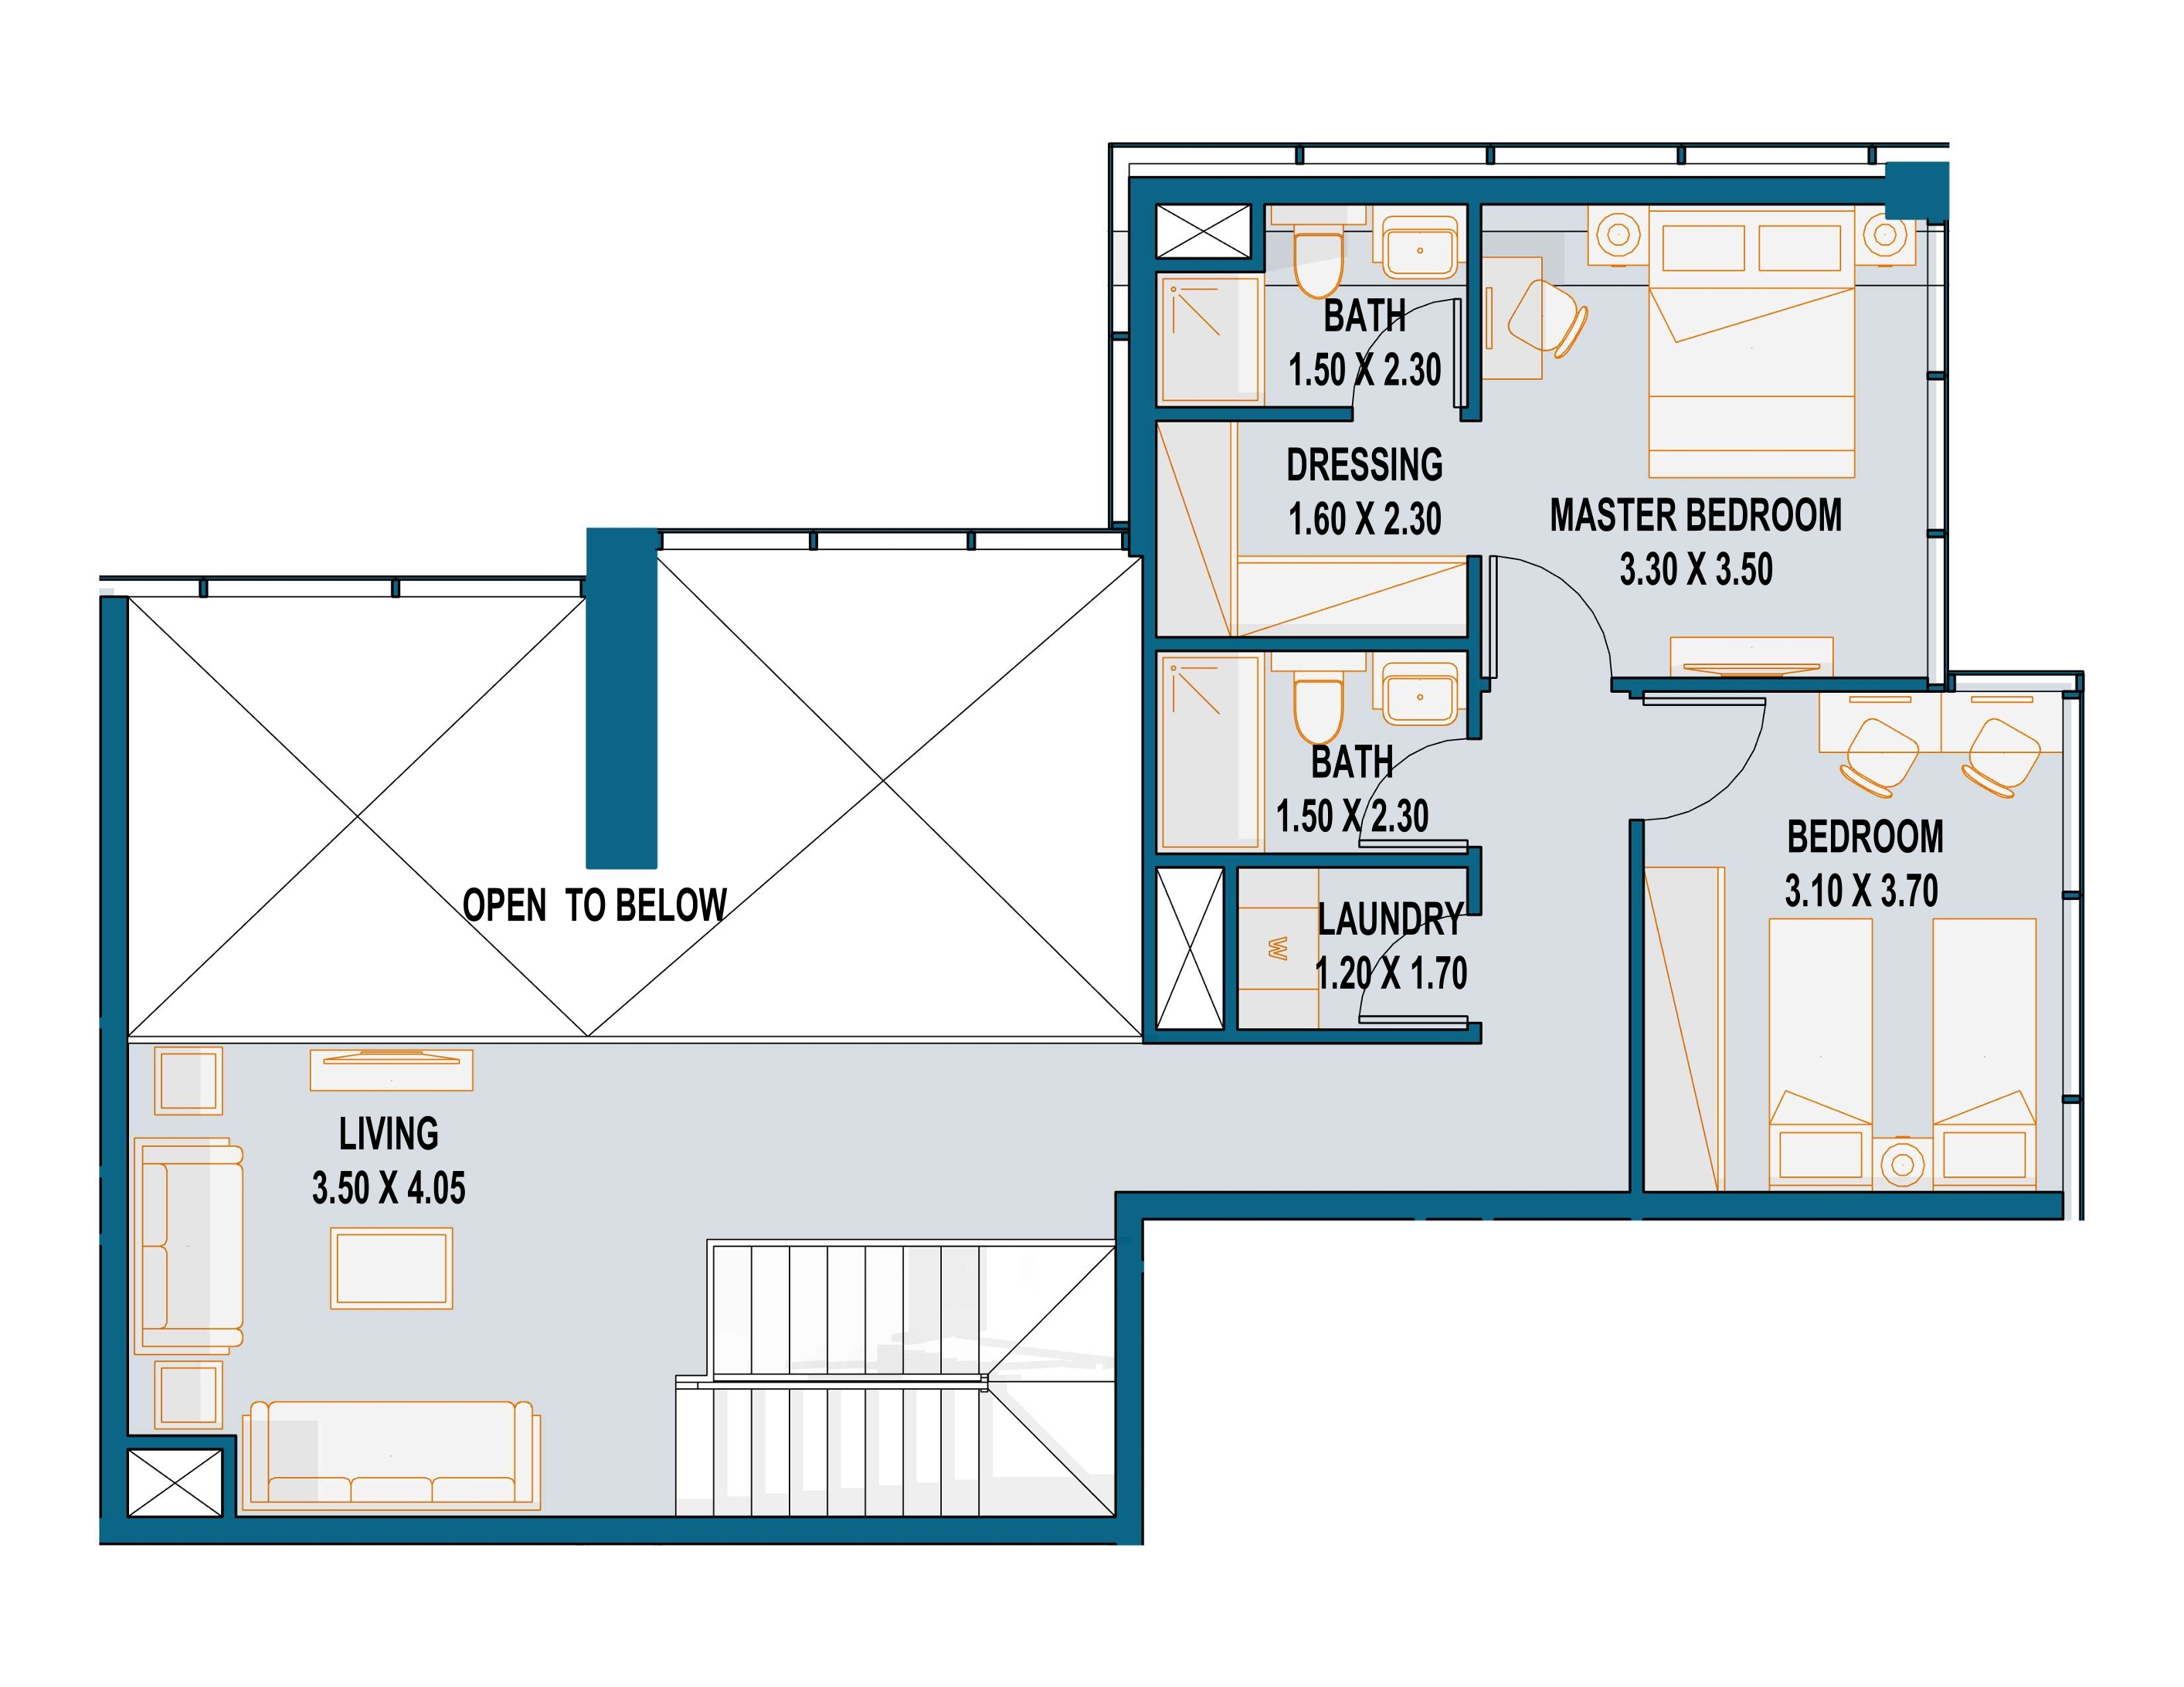 BATH
1.50 X 2.30
DRESSING
1.60 X 2.30
MASTER BEDROOM
3.30 X 3.50
BATH
1.50 X 2.30
BEDROOM
3.10 X 3.70
OPEN TO BELOW
LAUNDRY
1.20 X 1.70
W
LIVING
3.50 X 4.05